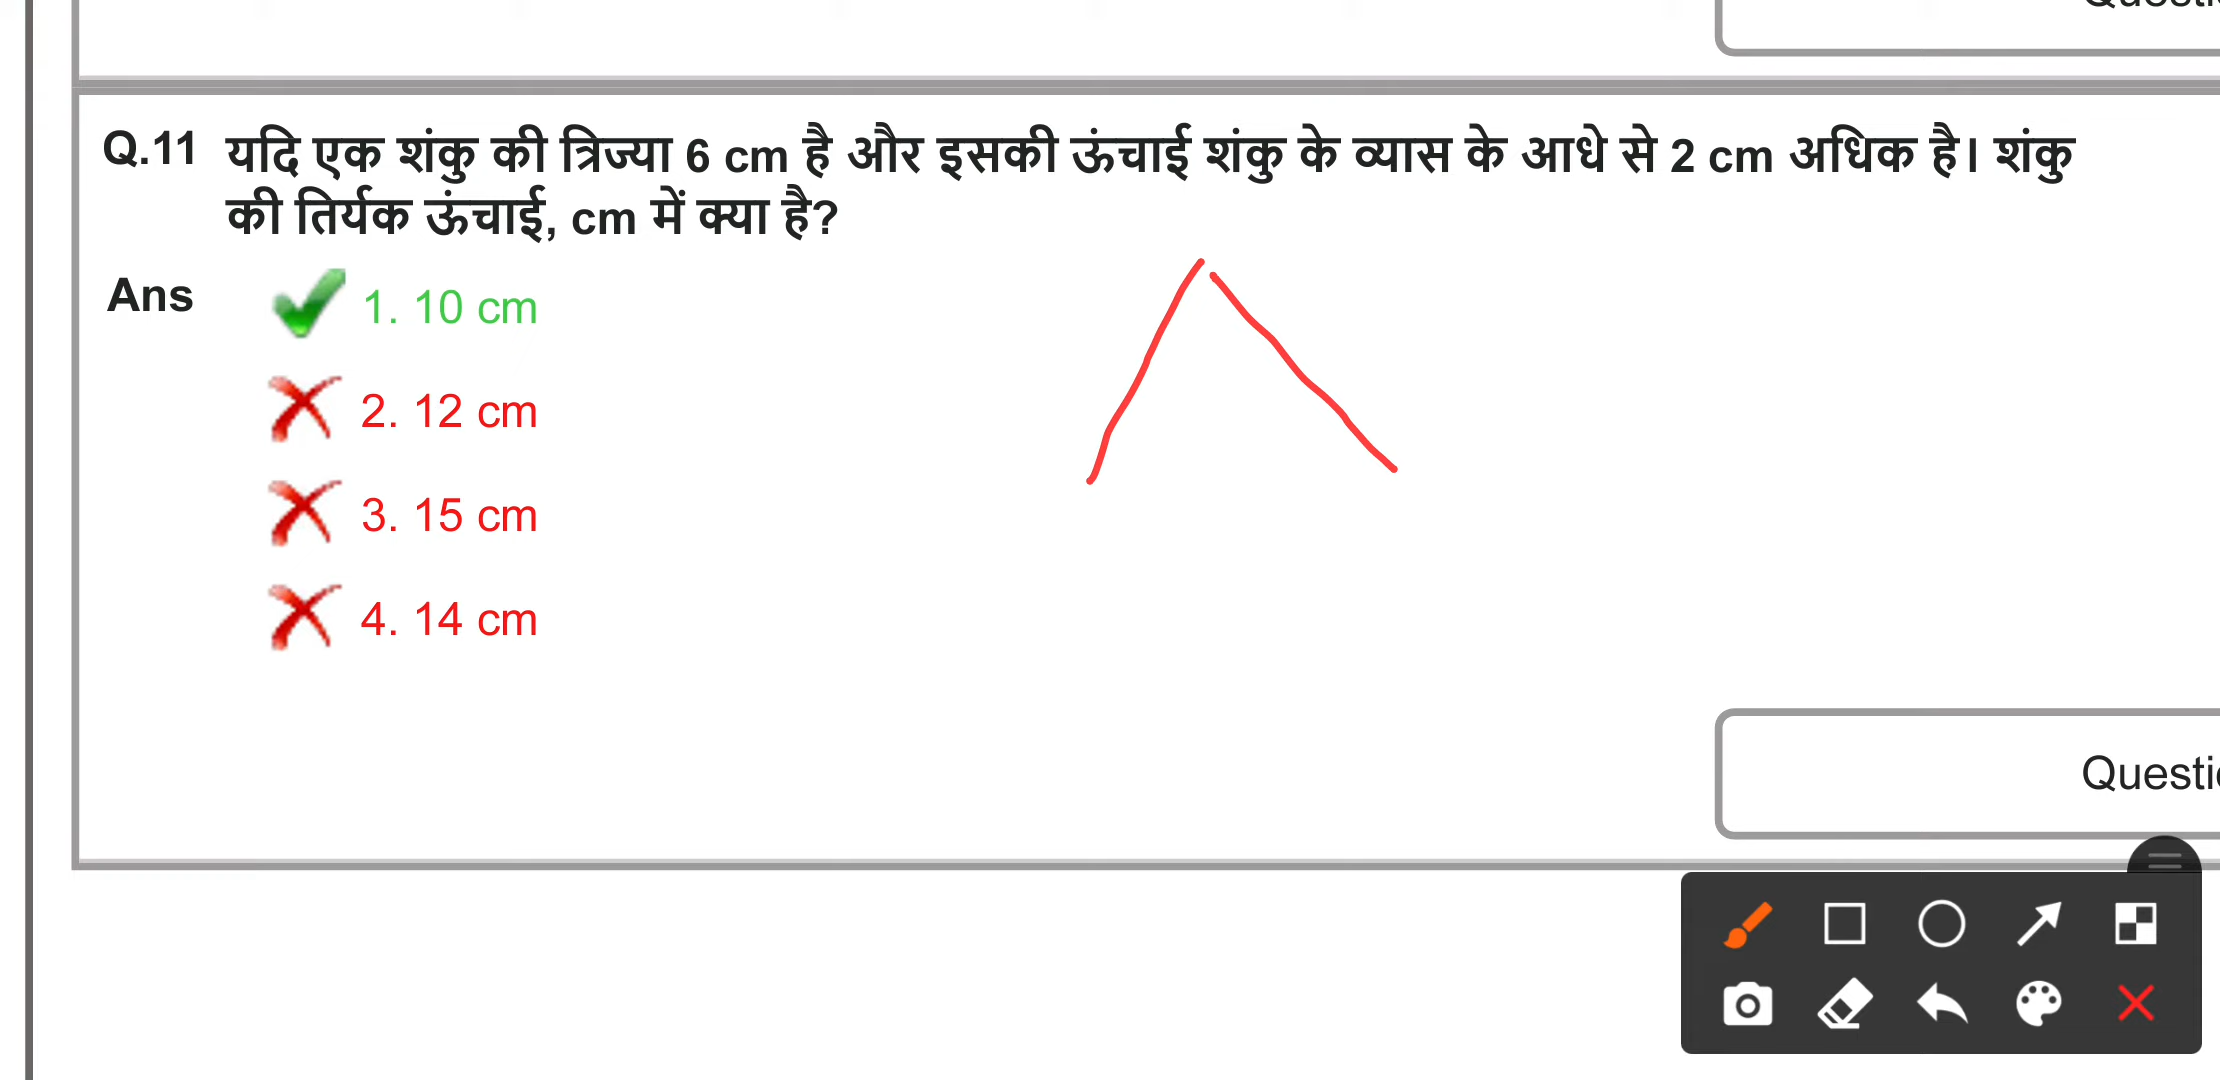 Q.11 यदि एक शंकु की त्रिज्या 6 cm है और इसकी ऊंचाई शंकु के व्यास के आधे से 2 cm अधिक है। शंकु
की तिर्यक ऊंचाई, cm में क्या है?
Ans 1. 10 cm
2. 12 cm
3. 15 cm
4. 14 cm